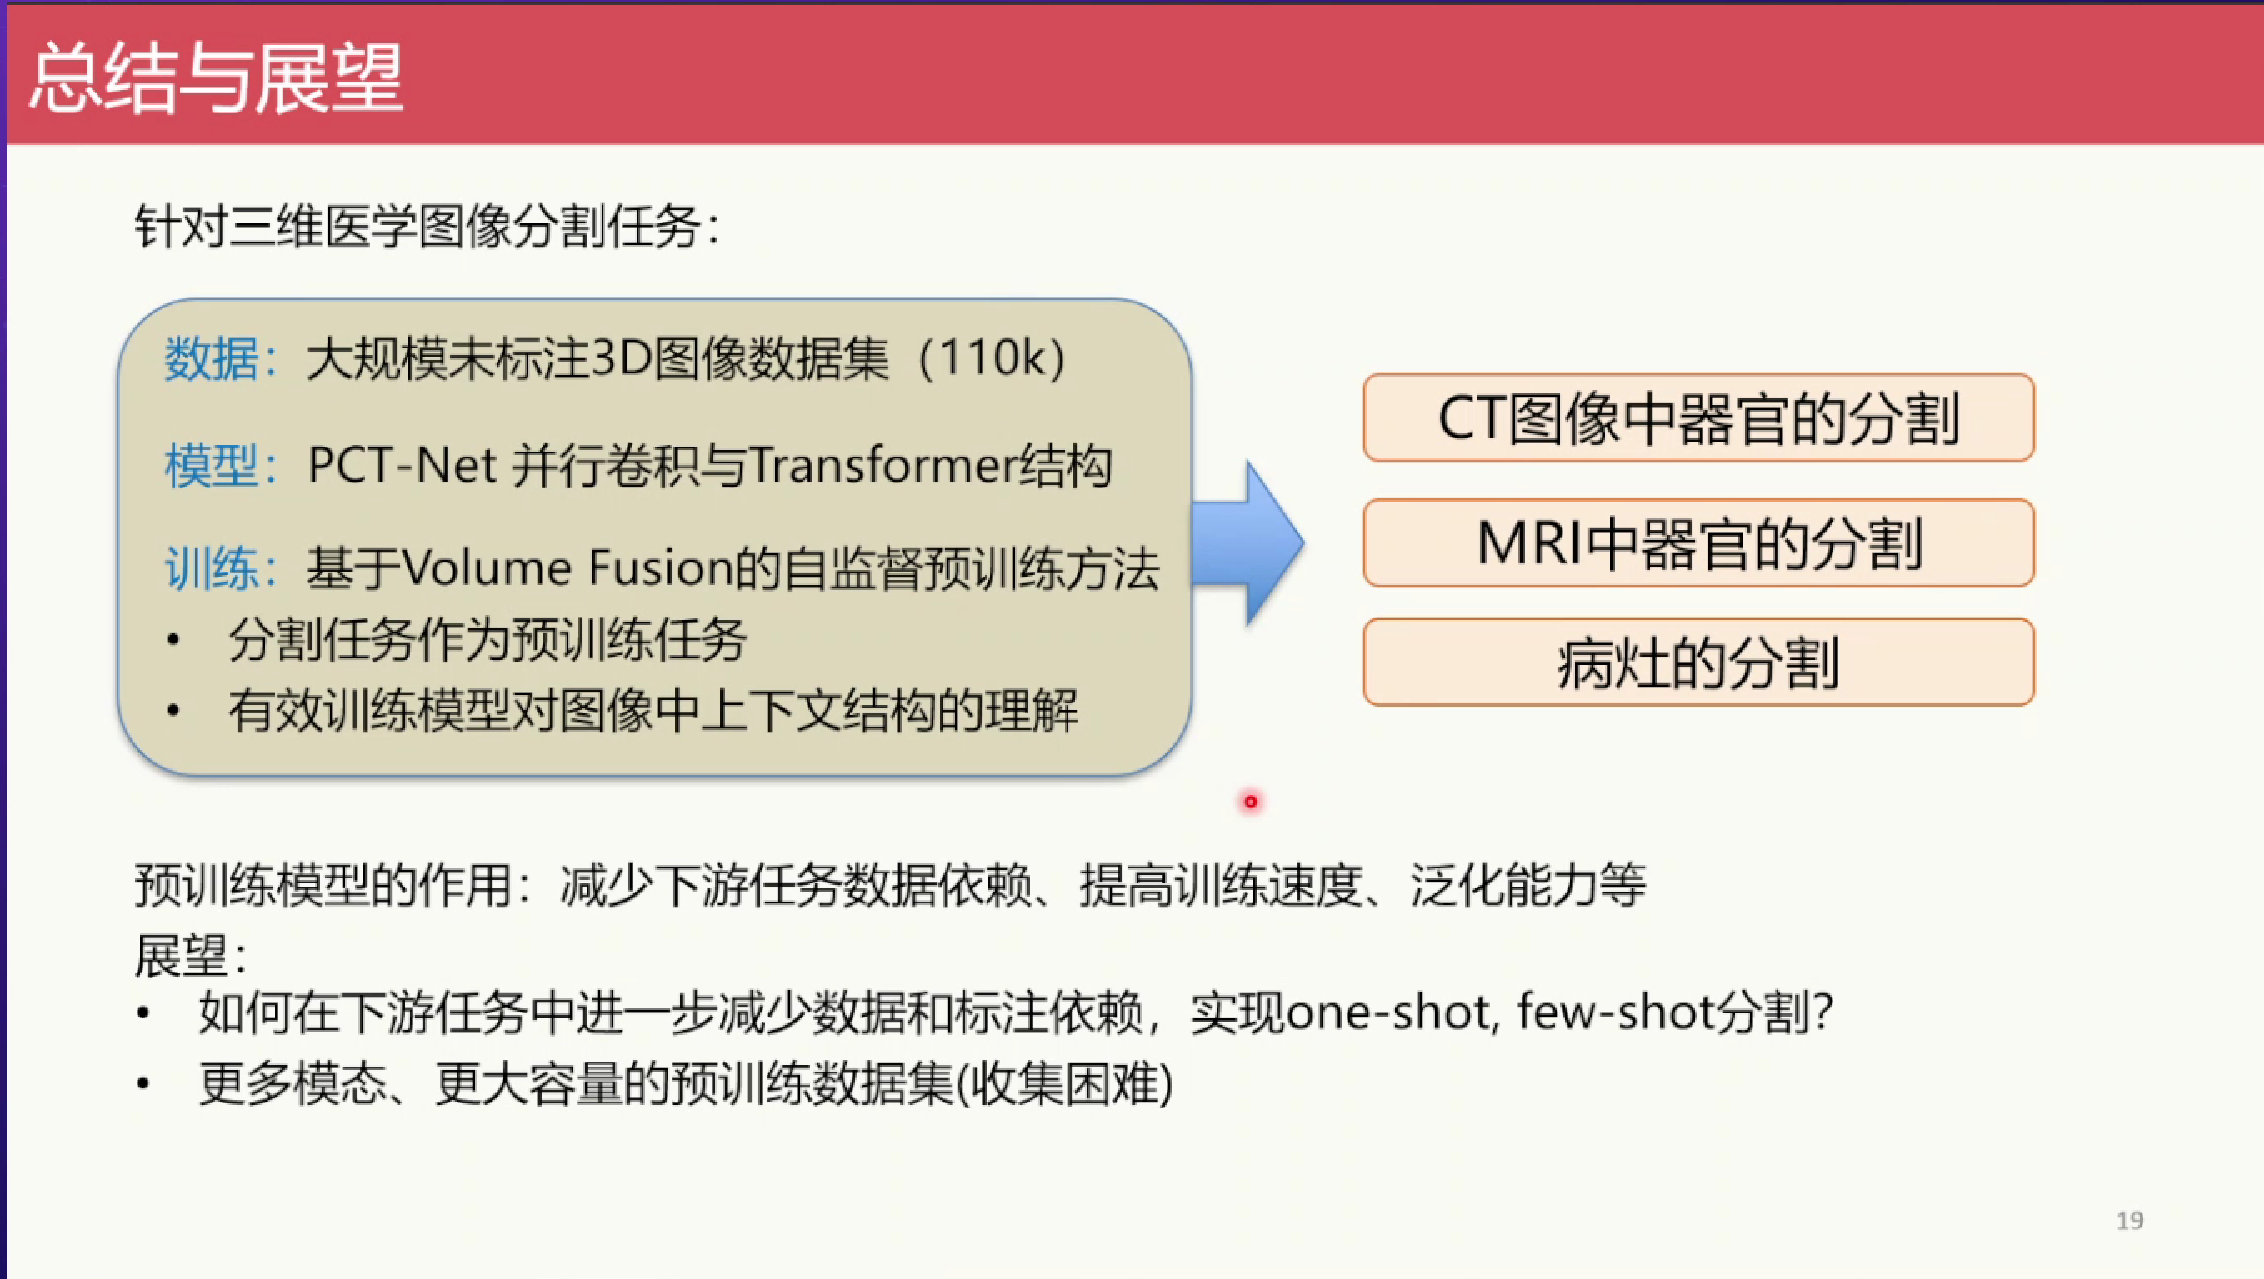 总结与展望
针对三维医学图像分割任务：
数据：大规模未标注3D图像数据集（110k）
模型：PCT-Net 并行卷积与Transformer结构
训练：基于Volume Fusion的自监督预训练方法
• 分割任务作为预训练任务
• 有效训练模型对图像中上下文结构的理解
CT图像中器官的分割
MRI中器官的分割
病灶的分割
预训练模型的作用：减少下游任务数据依赖、提高训练速度、泛化能力等
展望：
• 如何在下游任务中进一步减少数据和标注依赖，实现one-shot, few-shot分割？
• 更多模态、更大容量的预训练数据集(收集困难)
19